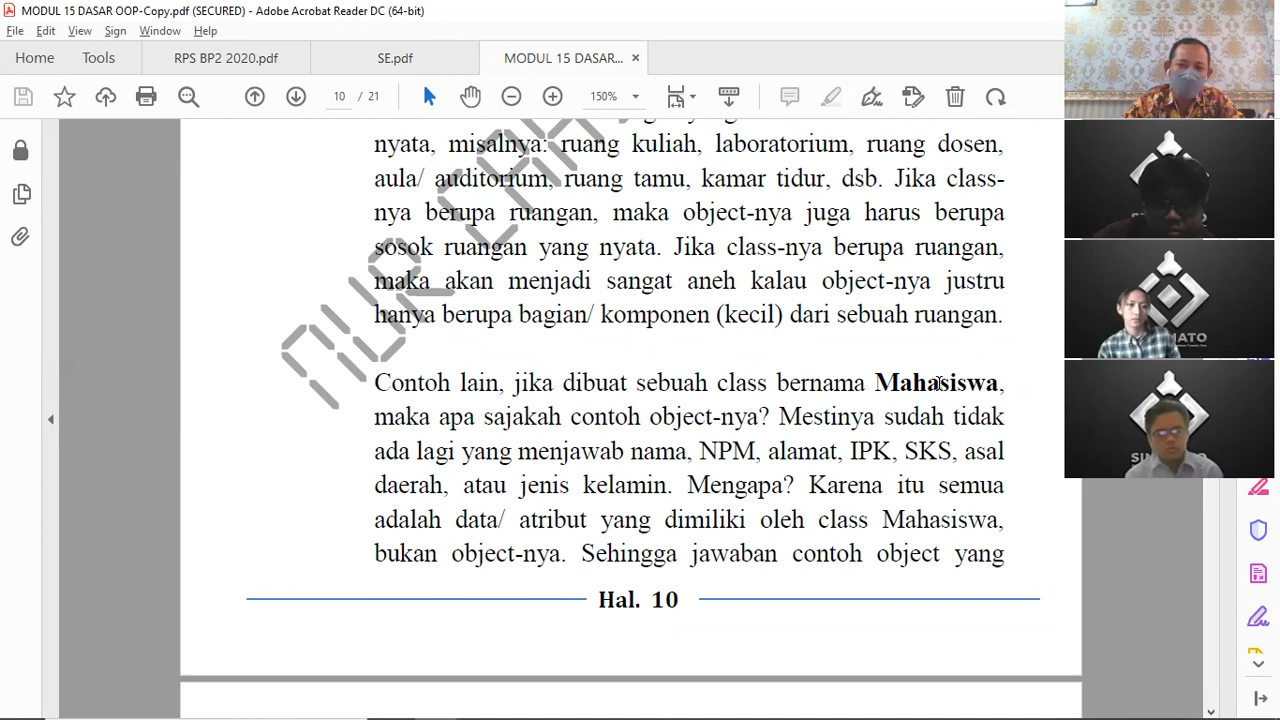 MODUL 15 DASAR OOP-Copy.pdf (SECURED) - Adobe Acrobat Reader DC (64-bit)
File Edit View Sign Window Help
Home Tools RPS BP2 2020.pdf SE.pdf MODUL 15 DASAR... ×
10 / 21 150%
nyata, misalnya: ruang kuliah, laboratorium, ruang dosen,
aula/ auditorium, ruang tamu, kamar tidur, dsb. Jika class-
nya berupa ruangan, maka object-nya juga harus berupa
sosok ruangan yang nyata. Jika class-nya berupa ruangan,
maka akan menjadi sangat aneh kalau object-nya justru
hanya berupa bagian/ komponen (kecil) dari sebuah ruangan.
Contoh lain, jika dibuat sebuah class bernama Mahasiswa,
maka apa sajakah contoh object-nya? Mestinya sudah tidak
ada lagi yang menjawab nama, NPM, alamat, IPK, SKS, asal
daerah, atau jenis kelamin. Mengapa? Karena itu semua
adalah data/ atribut yang dimiliki oleh class Mahasiswa,
bukan object-nya. Sehingga jawaban contoh object yang
Hal. 10
NUR